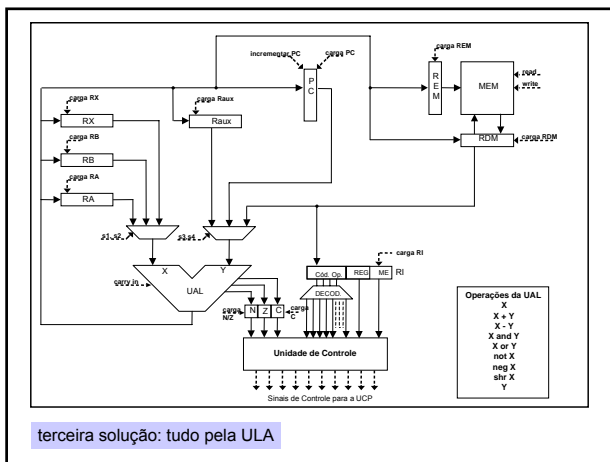 carga REM
incrementar PC
carga PC
P
C
R
E
M
MEM
read
write
carga RX
RX
carga Raux
Raux
carga RB
RB
RDM
carga RDM
carga RA
RA
s1, s2
s3,s4
carga RI
X
Y
UAL
carry in
Cód. Op.
REG
ME
RI
DECOD.
carga
N/Z
N
Z
C
carga
C
Unidade de Controle
Sinais de Controle para a UCP
Operações da UAL
X
X + Y
X - Y
X and Y
X or Y
not X
neg X
shr X
Y
terceira solução: tudo pela ULA